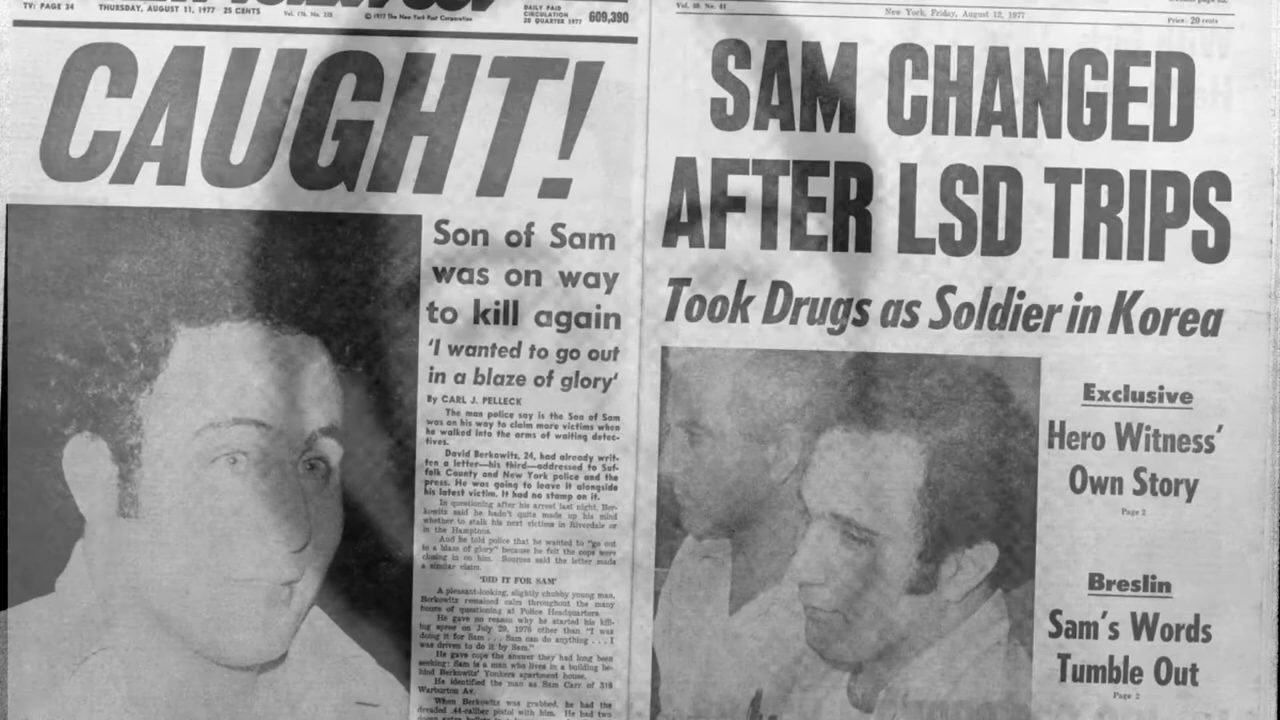 TV: PAGE 34 THURSDAY, AUGUST 11, 1977 25 CENTS
© 1977 The New York Post Corporation
DAILY PAID
CIRCULATION
2D QUARTER 1977 609,390
CAUGHT!
Son of Sam
was on way
to kill again
'I wanted to go out
in a blaze of glory'
By CARL J. PELLECK
The man police say is the Son of Sam
was on his way to claim more victims when
he walked into the arms of waiting detec-
tives.
David Berkowitz, 24, had already writ-
ten a letter—his third—addressed to Suf-
folk County and New York police and the
press. He was going to leave it alongside
his latest victim. It had no stamp on it.
In questioning after his arrest last night, Ber-
kowitz said he hadn't quite made up his mind
whether to stalk his next victims in Riverdale or
in the Hamptons.
And he told police that he wanted to "go out
in a blaze of glory" because he felt the cops were
closing in on him. Sources said the letter made
a similar claim.
'DID IT FOR SAM'
A pleasant-looking, slightly chubby young man,
Berkowitz remained calm throughout the many
hours of questioning at Police Headquarters.
He gave no reason why he started his kill-
ing spree on July 29, 1976 other than "I was
doing it for Sam . . . Sam can do anything . . . I
was driven to do it by Sam."
He gave cops the answer they had long been
seeking: Sam is a man who lives in a building be-
hind Berkowitz' Yonkers apartment house.
He identified the man as Sam Carr of 316
Warburton Av.
When Berkowitz was grabbed, he had the
dreaded .44-caliber pistol with him. He had two
New York, Friday, August 12, 1977
Price: 20 cents
SAM CHANGED
AFTER LSD TRIPS
Took Drugs as Soldier in Korea
Exclusive
Hero Witness'
Own Story
Page 2
Breslin
Sam's Words
Tumble Out
Page 2